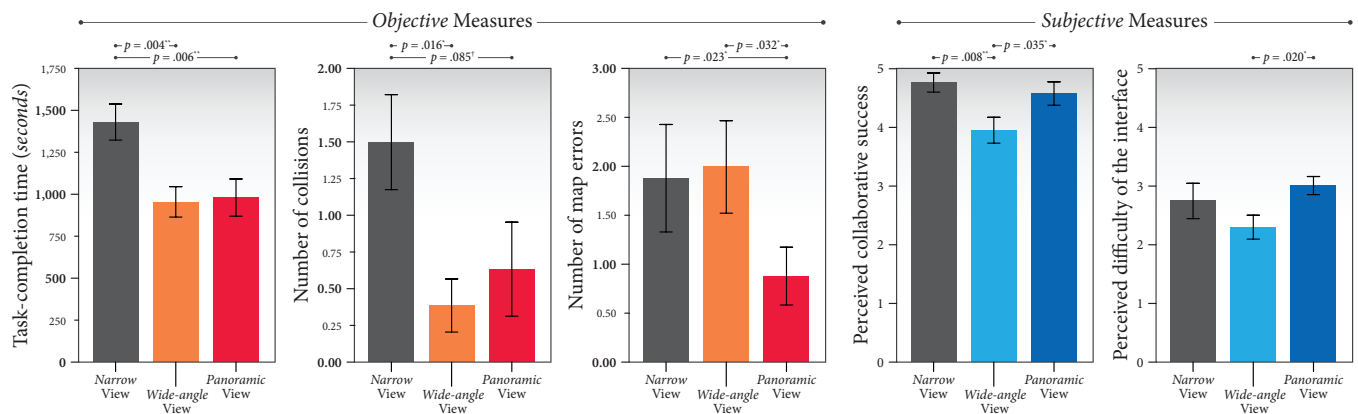 Objective Measures
Subjective Measures
p = .004**
p = .006**
Task-completion time (seconds)
1,750
1,500
1,250
1,000
750
500
250
0
Narrow View
Wide-angle View
Panoramic View
p = .016*
p = .085†
Number of collisions
2.00
1.75
1.50
1.25
1.00
0.75
0.50
0.25
0.00
Narrow View
Wide-angle View
Panoramic View
p = .032*
p = .023*
Number of map errors
3.00
2.50
2.00
1.50
1.00
0.50
0.00
Narrow View
Wide-angle View
Panoramic View
p = .035*
p = .008**
Perceived collaborative success
5
4
3
2
1
0
Narrow View
Wide-angle View
Panoramic View
p = .020*
Perceived difficulty of the interface
5
4
3
2
1
0
Narrow View
Wide-angle View
Panoramic View